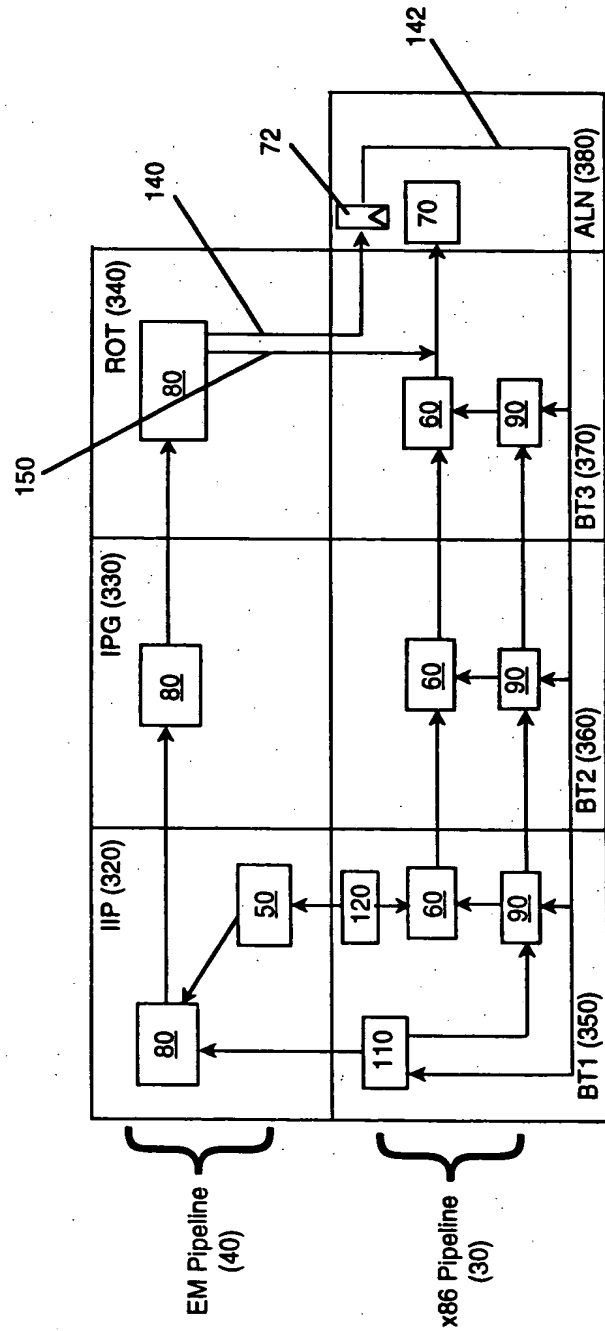 EM Pipeline
(40)
x86 Pipeline
(30)
IIP (320)
IPG (330)
ROT (340)
80
80
80
50
150
140
72
142
120
110
60
60
60
70
90
90
90
BT1 (350)
BT2 (360)
BT3 (370)
ALN (380)